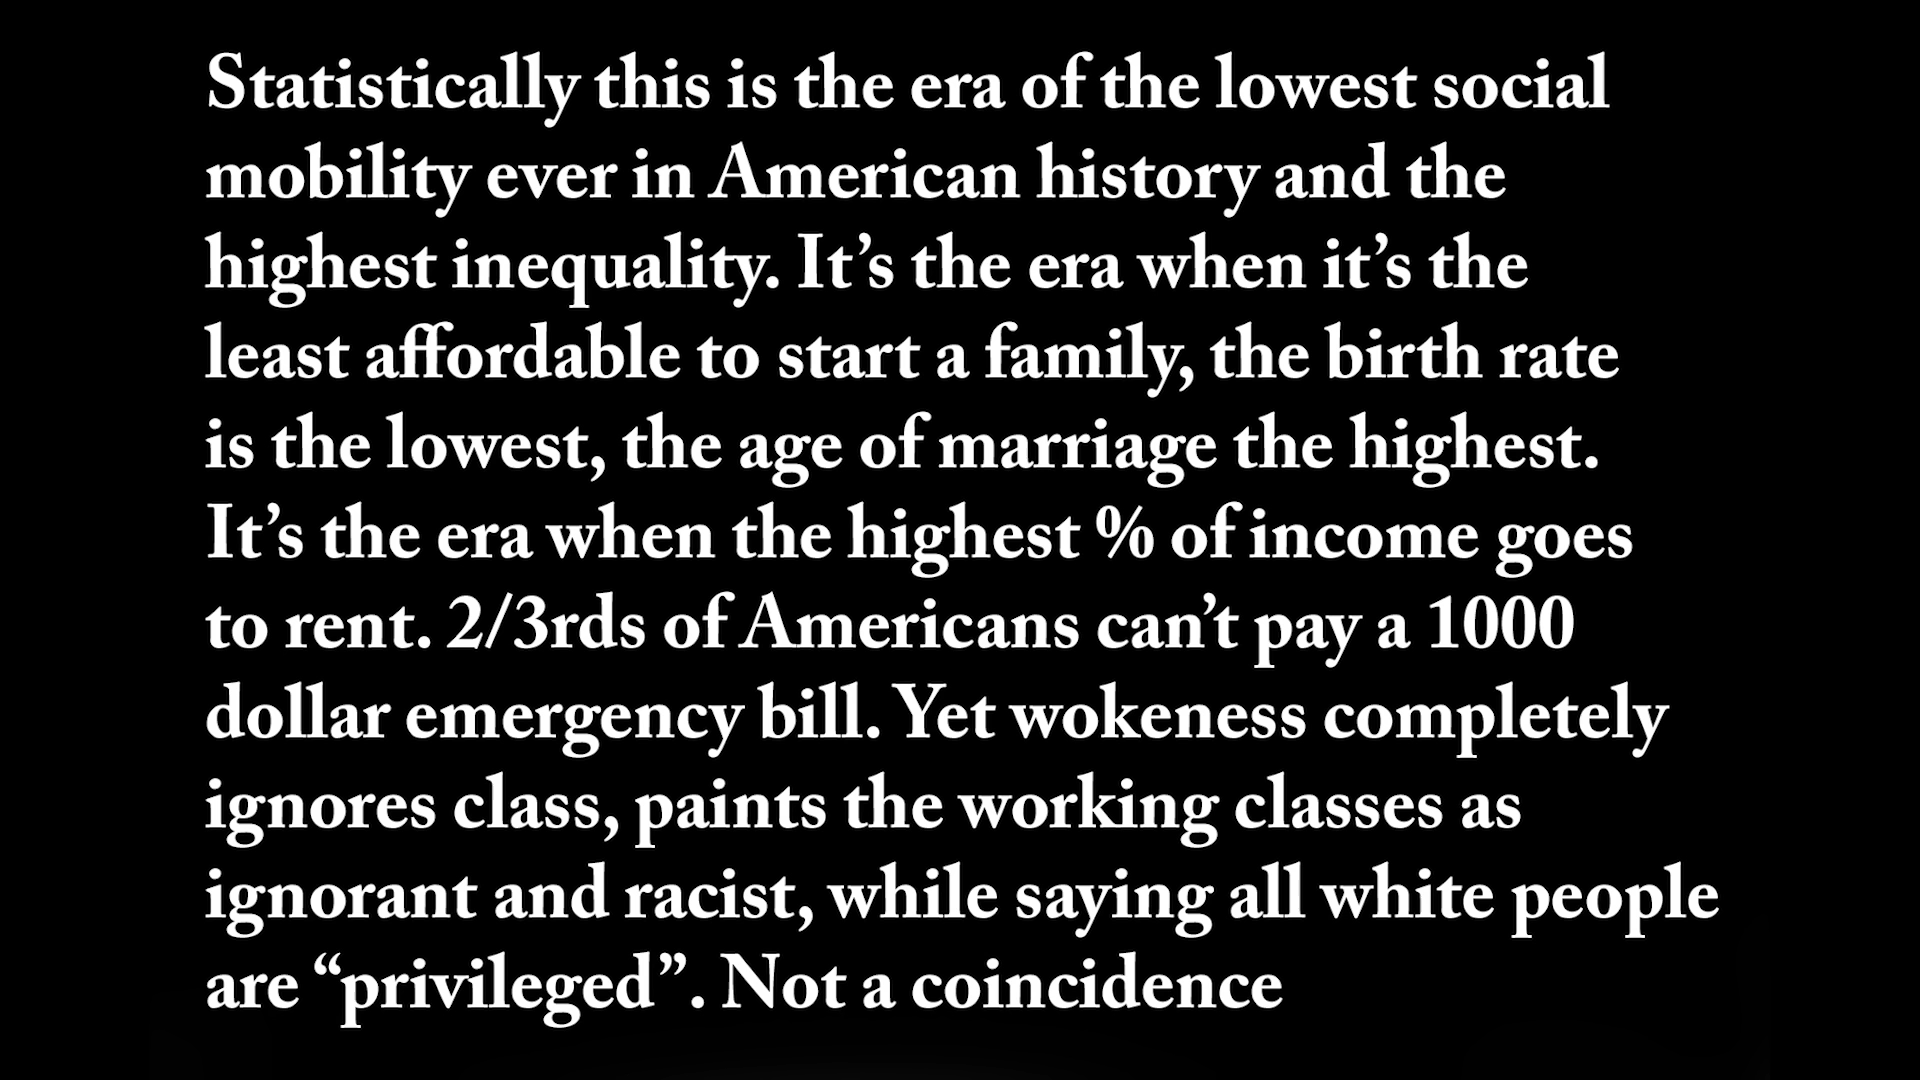 Statistically this is the era of the lowest social
mobility ever in American history and the
highest inequality. It’s the era when it’s the
least affordable to start a family, the birth rate
is the lowest, the age of marriage the highest.
It’s the era when the highest % of income goes
to rent. 2/3rds of Americans can’t pay a 1000
dollar emergency bill. Yet wokeness completely
ignores class, paints the working classes as
ignorant and racist, while saying all white people
are “privileged”. Not a coincidence